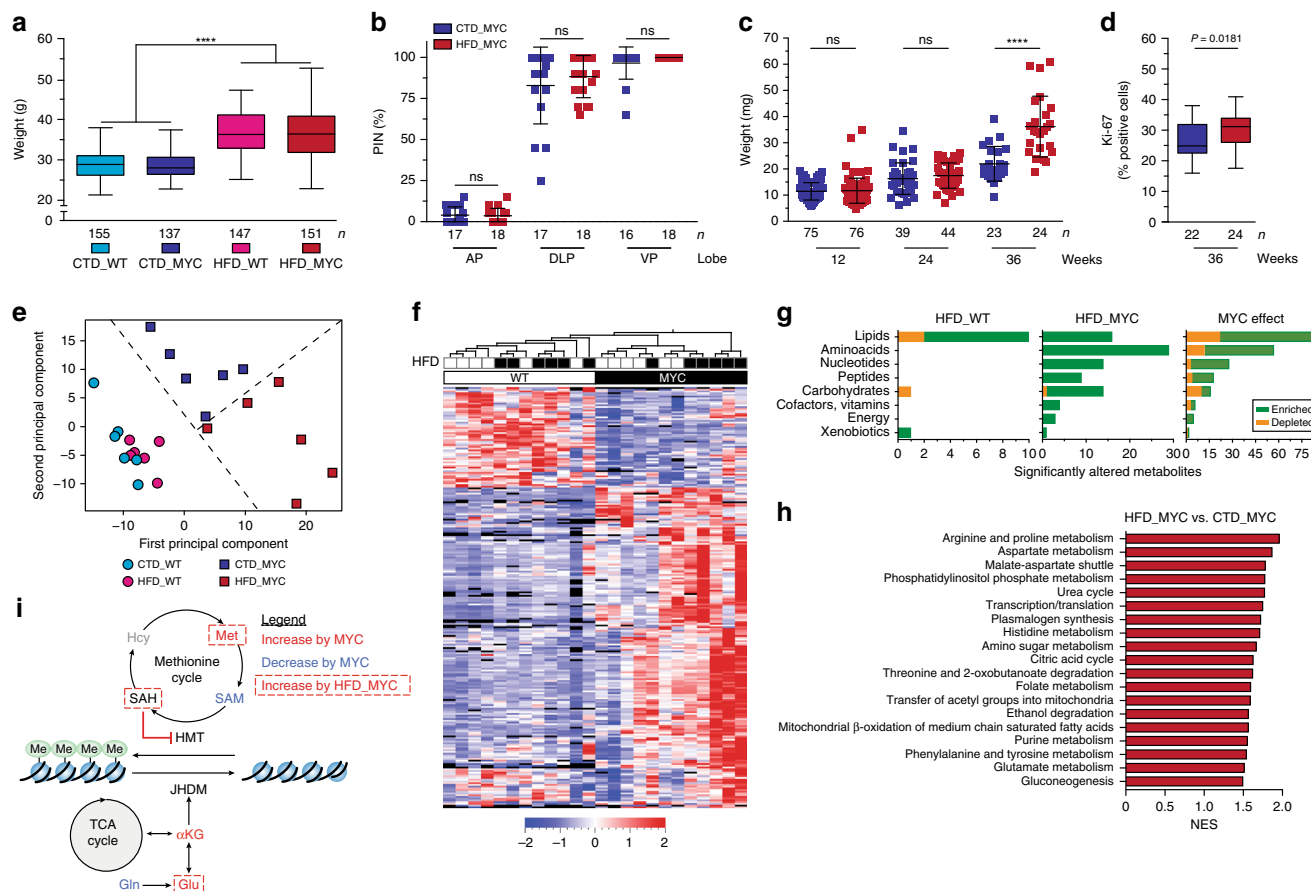 a
****
Weight (g)
60
50
40
30
20
0
155 137 147 151 n
CTD_WT CTD_MYC HFD_WT HFD_MYC
b
CTD_MYC
HFD_MYC
ns ns
ns
PIN (%)
100
75
50
25
0
17 18 17 18 16 18 n
AP DLP VP Lobe
c
ns ns ****
Weight (mg)
70
60
50
40
30
20
10
0
75 76 39 44 23 24 n
12 24 36 Weeks
d
P = 0.0181
Ki-67
(% positive cells)
60
50
40
30
20
10
0
22 24 n
36 Weeks
e
Second principal component
15
10
5
0
−5
−10
−10 0 10 20
First principal component
CTD_WT CTD_MYC
HFD_WT HFD_MYC
f
HFD
WT MYC
−2 −1 0 1 2
g
HFD_WT HFD_MYC MYC effect
Lipids
Aminoacids
Nucleotides
Peptides
Carbohydrates
Cofactors, vitamins
Energy
Xenobiotics
Enriched
Depleted
0 2 4 6 8 10 0 10 20 30 0 15 30 45 60 75
Significantly altered metabolites
h
HFD_MYC vs. CTD_MYC
Arginine and proline metabolism
Aspartate metabolism
Malate-aspartate shuttle
Phosphatidylinositol phosphate metabolism
Urea cycle
Transcription/translation
Plasmalogen synthesis
Histidine metabolism
Amino sugar metabolism
Citric acid cycle
Threonine and 2-oxobutanoate degradation
Folate metabolism
Transfer of acetyl groups into mitochondria
Ethanol degradation
Mitochondrial β-oxidation of medium chain saturated fatty acids
Purine metabolism
Phenylalanine and tyrosine metabolism
Glutamate metabolism
Gluconeogenesis
0 0.5 1.0 1.5 2.0
NES
i
Legend
Increase by MYC
Decrease by MYC
Increase by HFD_MYC
Hcy Met
Methionine
cycle
SAH SAM
HMT
Me Me Me Me
JHDM
TCA
cycle
αKG
Gln Glu